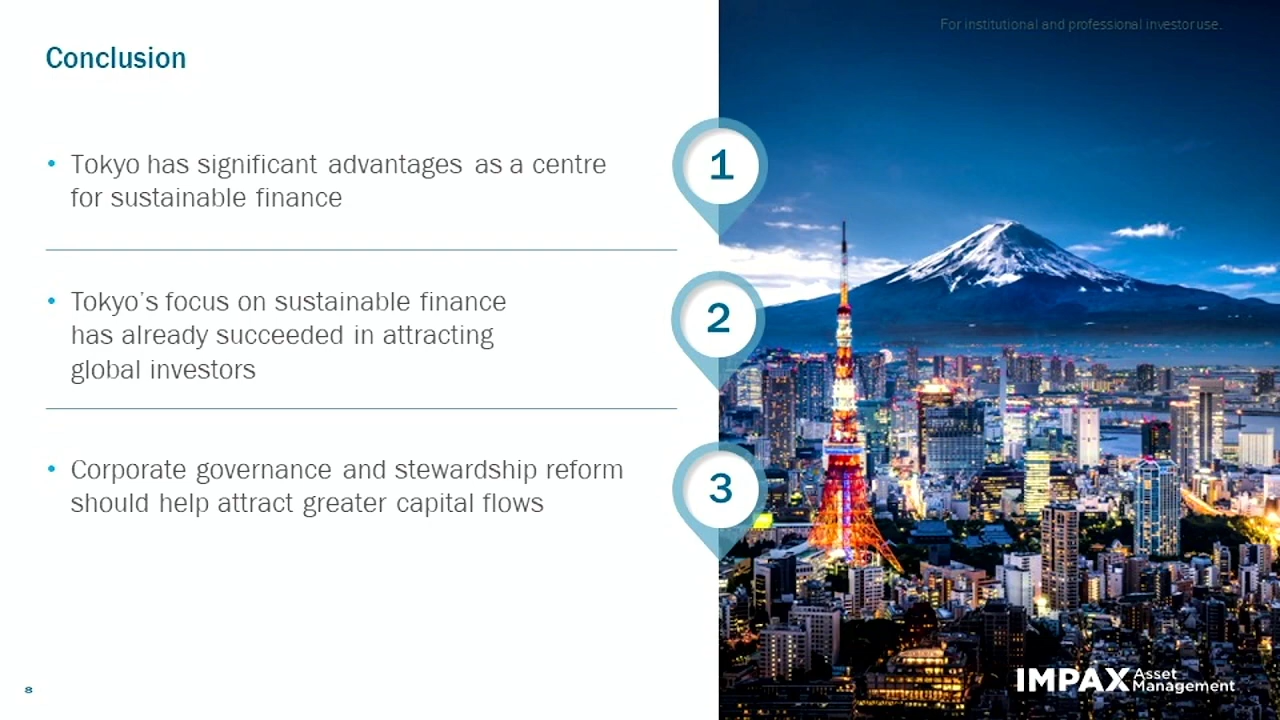 For institutional and professional investor use.
Conclusion
• Tokyo has significant advantages as a centre
for sustainable finance
1
• Tokyo's focus on sustainable finance
has already succeeded in attracting
global investors
2
• Corporate governance and stewardship reform
should help attract greater capital flows
3
8
IMPAX Asset
Management